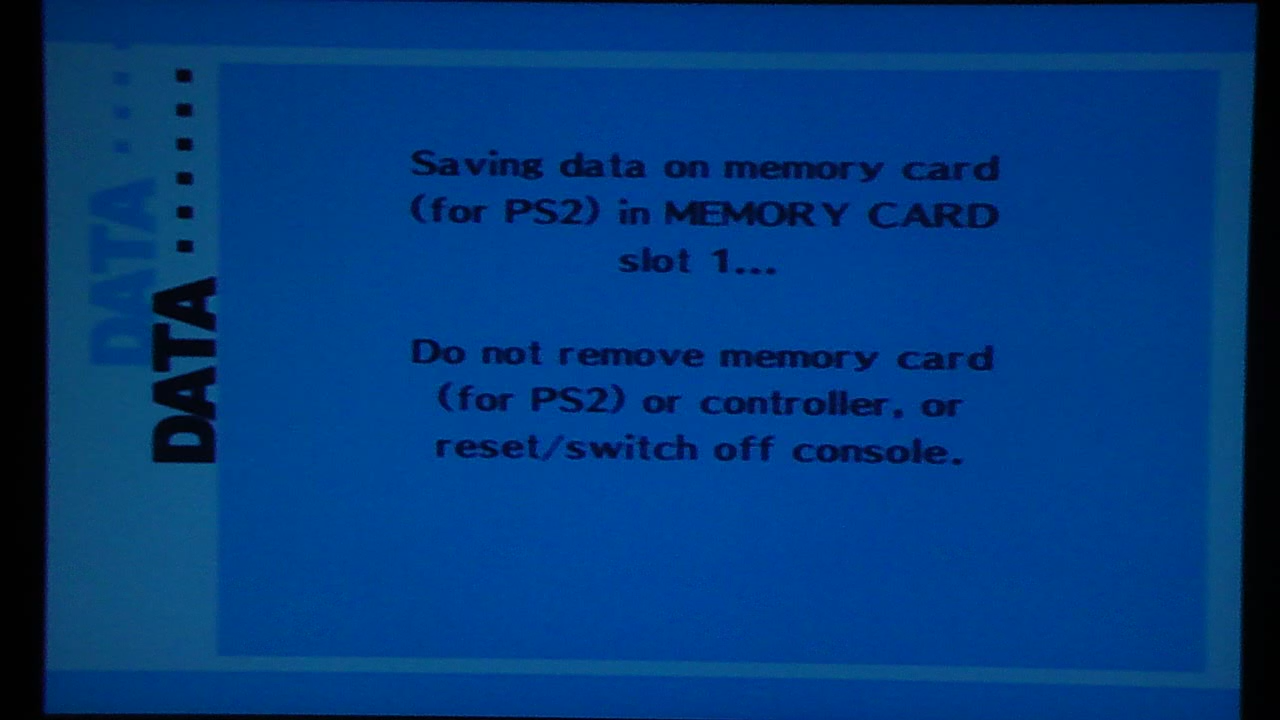 DATA......
DATA....
Saving data on memory card
(for PS2) in MEMORY CARD
slot 1...
Do not remove memory card
(for PS2) or controller, or
reset/switch off console.